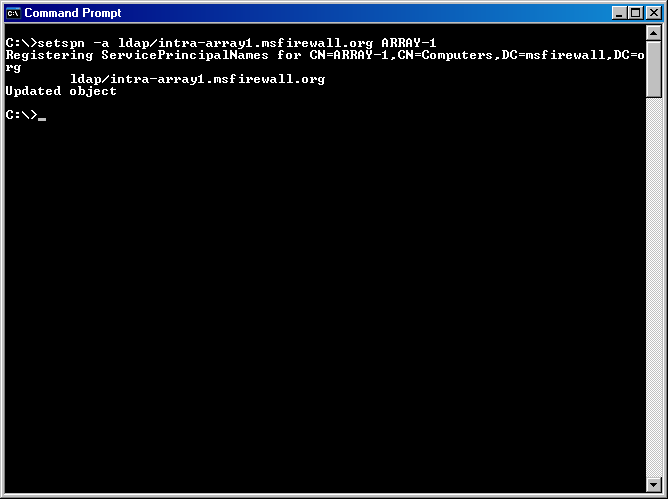 Command Prompt
C:\>setspn -a ldap/intra-array1.msfirewall.org ARRAY-1
Registering ServicePrincipalNames for CN=ARRAY-1,CN=Computers,DC=msfirewall,DC=o
rg
        ldap/intra-array1.msfirewall.org
Updated object
C:\>